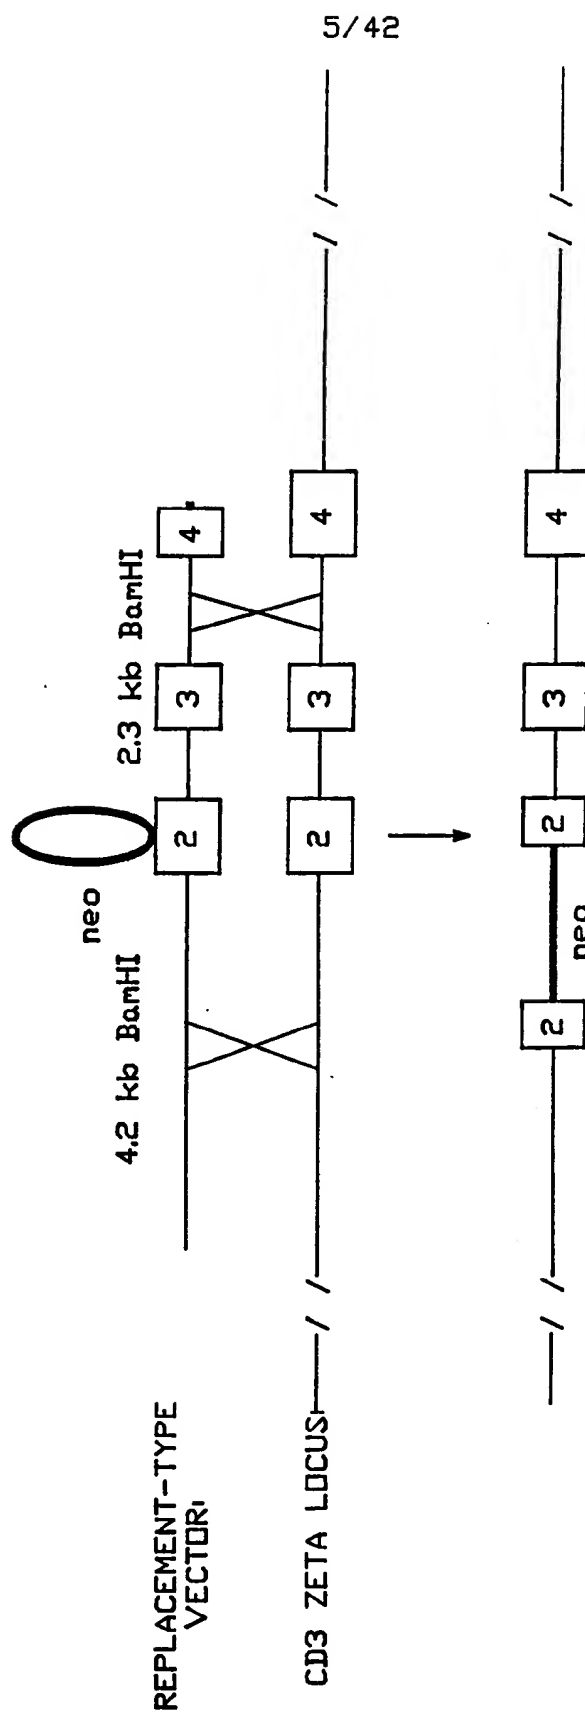 5/42
REPLACEMENT-TYPE
VECTOR:
neo
4.2 kb BamHI
2.3 kb BamHI
2
3
4
CD3 ZETA LOCUS:
2
3
4
2
neo
2
3
4